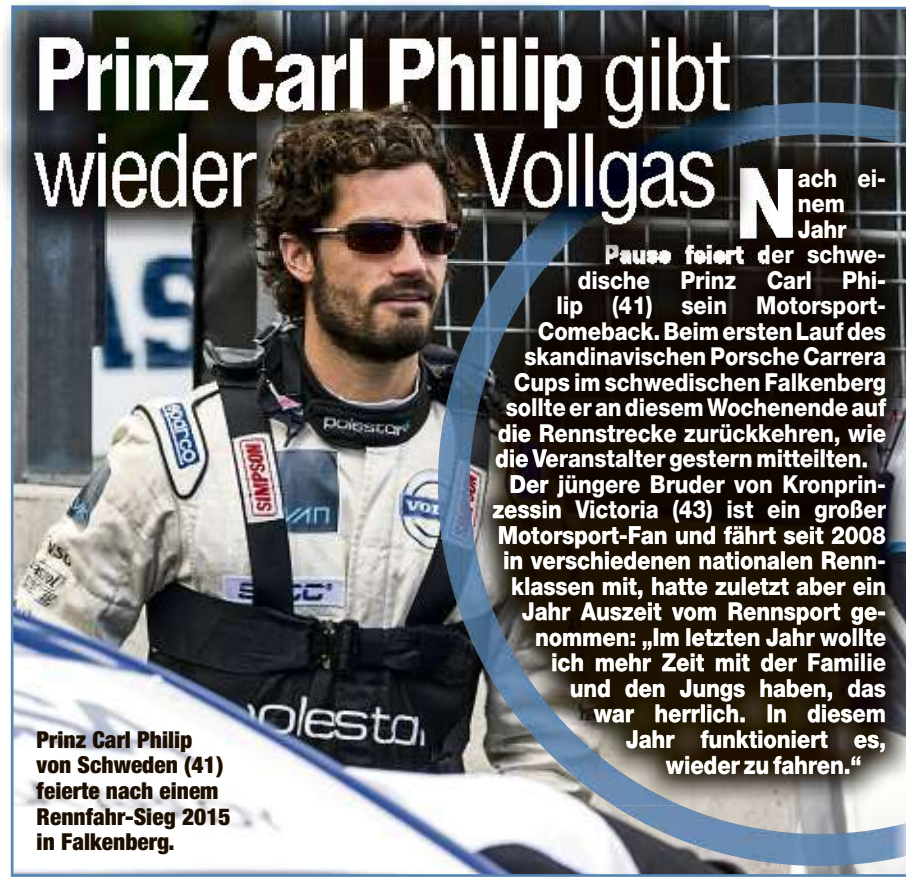 Prinz Carl Philip gibt
wieder Vollgas
Nach ei-
nem
Jahr
Pause feiert der schwe-
dische Prinz Carl Phi-
lip (41) sein Motorsport-
Comeback. Beim ersten Lauf des
skandinavischen Porsche Carrera
Cups im schwedischen Falkenberg
sollte er an diesem Wochenende auf
die Rennstrecke zurückkehren, wie
die Veranstalter gestern mitteilten.
Der jüngere Bruder von Kronprin-
zessin Victoria (43) ist ein großer
Motorsport-Fan und fährt seit 2008
in verschiedenen nationalen Renn-
klassen mit, hatte zuletzt aber ein
Jahr Auszeit vom Rennsport ge-
nommen: „Im letzten Jahr wollte
ich mehr Zeit mit der Familie
und den Jungs haben, das
war herrlich. In diesem
Jahr funktioniert es,
wieder zu fahren.“
sparco
SIMPSON
polestar
Prinz Carl Philip
von Schweden (41)
feierte nach einem
Rennfahr-Sieg 2015
in Falkenberg.